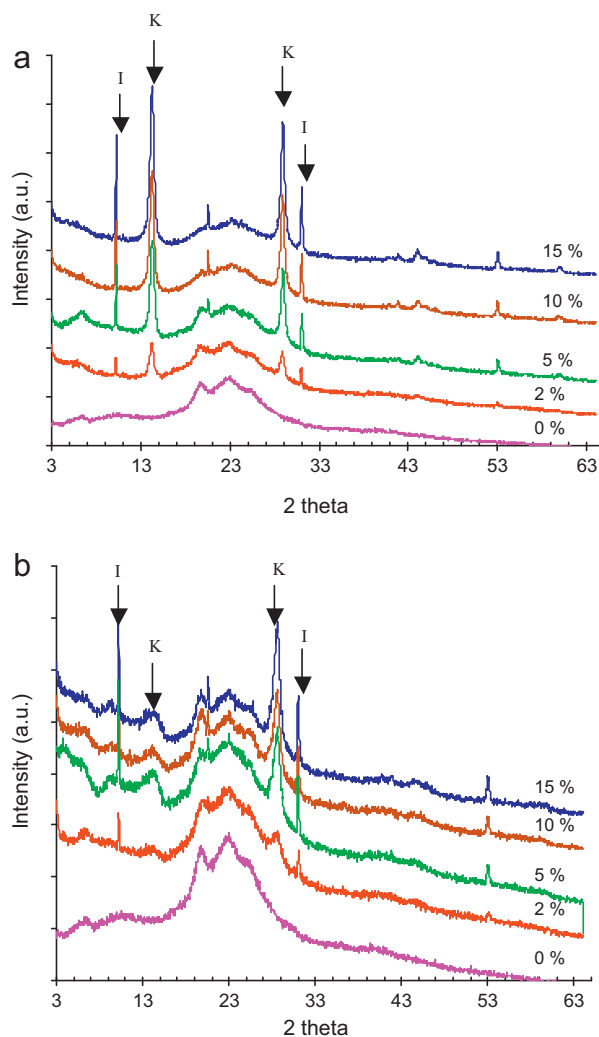 a
K
I
K
I
Intensity (a.u.)
15 %
10 %
5 %
2 %
0 %
3 13 23 33 43 53 63
2 theta
b
I
K
K
I
Intensity (a.u.)
15 %
10 %
5 %
2 %
0 %
3 13 23 33 43 53 63
2 theta